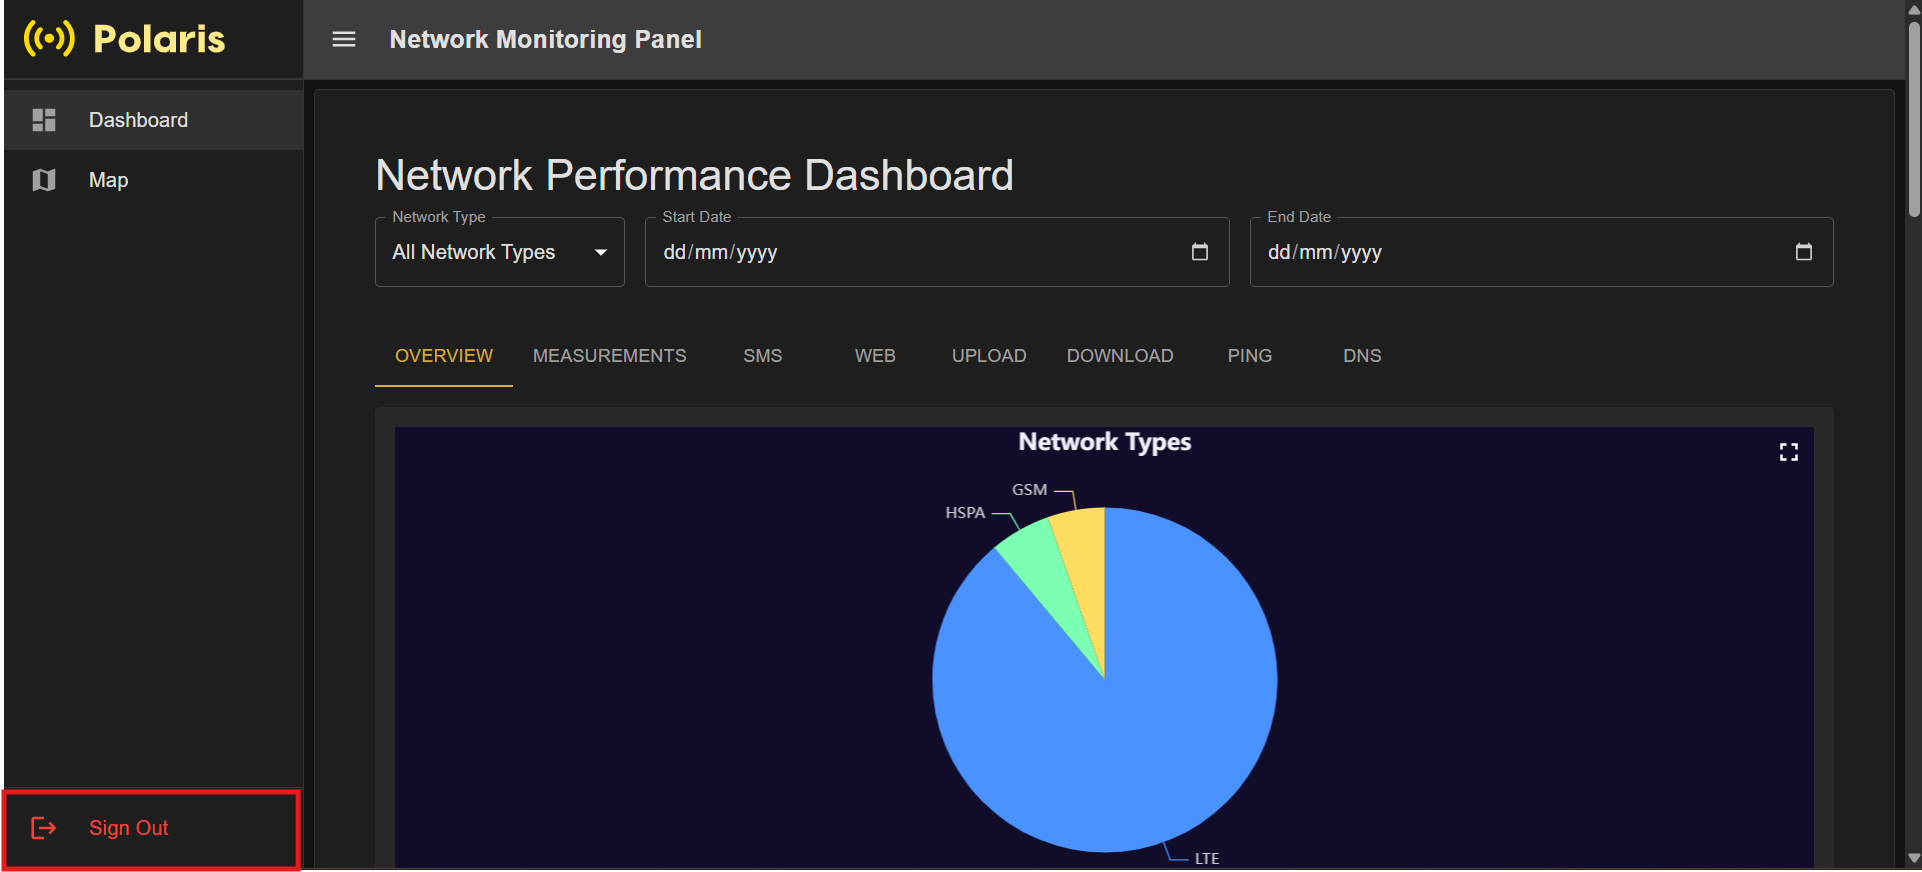 Polaris
Network Monitoring Panel
Dashboard
Map
Network Performance Dashboard
Network Type
All Network Types
Start Date
dd/mm/yyyy
End Date
dd/mm/yyyy
OVERVIEW
MEASUREMENTS
SMS
WEB
UPLOAD
DOWNLOAD
PING
DNS
Network Types
GSM
HSPA
LTE
Sign Out